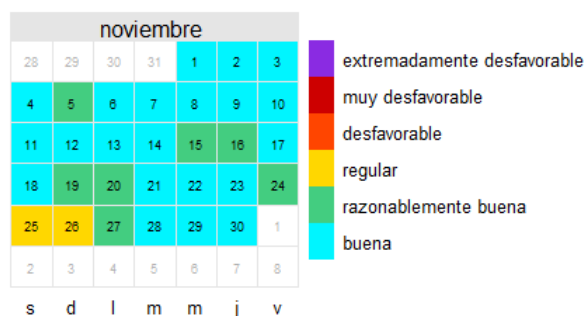 noviembre
28 29 30 31 1 2 3
4 5 6 7 8 9 10
11 12 13 14 15 16 17
18 19 20 21 22 23 24
25 26 27 28 29 30 1
2 3 4 5 6 7 8
s d l m m j v
extremadamente desfavorable
muy desfavorable
desfavorable
regular
razonablemente buena
buena